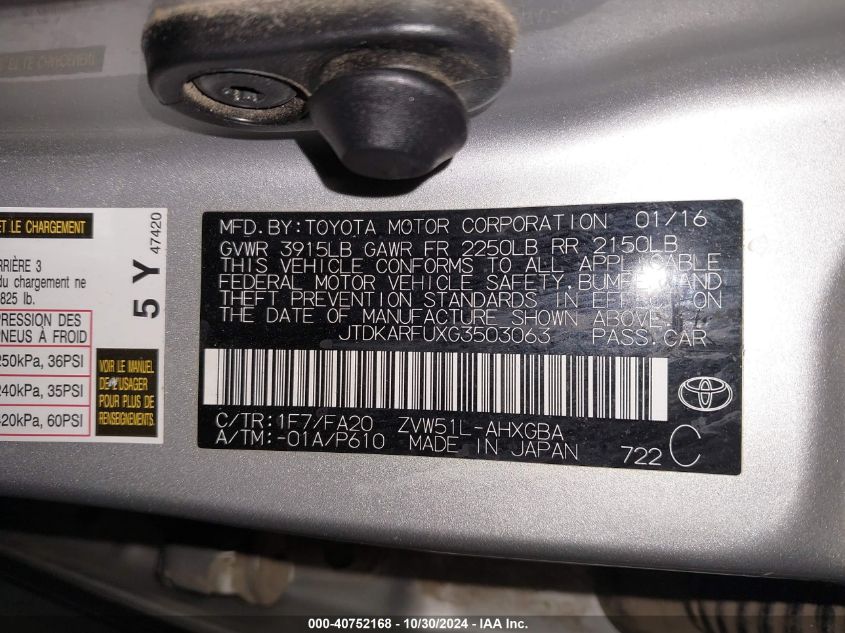 ET LE CHARGEMENT
47420
5 Y
RRIÈRE 3
du chargement ne
825 lb.
PRESSION DES
PNEUS À FROID
250kPa, 36PSI
240kPa, 35PSI
420kPa, 60PSI
VOIR LE MANUEL
DE L'USAGER
POUR PLUS DE
RENSEIGNEMENTS.
MFD.BY:TOYOTA MOTOR CORPORATION 01/16
GVWR 3915LB GAWR FR 2250LB RR 2150LB
THIS VEHICLE CONFORMS TO ALL APPLICABLE
FEDERAL MOTOR VEHICLE SAFETY, BUMPER, AND
THEFT PREVENTION STANDARDS IN EFFECT ON
THE DATE OF MANUFACTURE SHOWN ABOVE.
JTDKARFUXG3503063 PASS.CAR
C/TR:1F7/FA20 ZVW51L-AHXGBA
A/TM:-01A/P610 MADE IN JAPAN
722 C
000-40752168 - 10/30/2024 - IAA Inc.